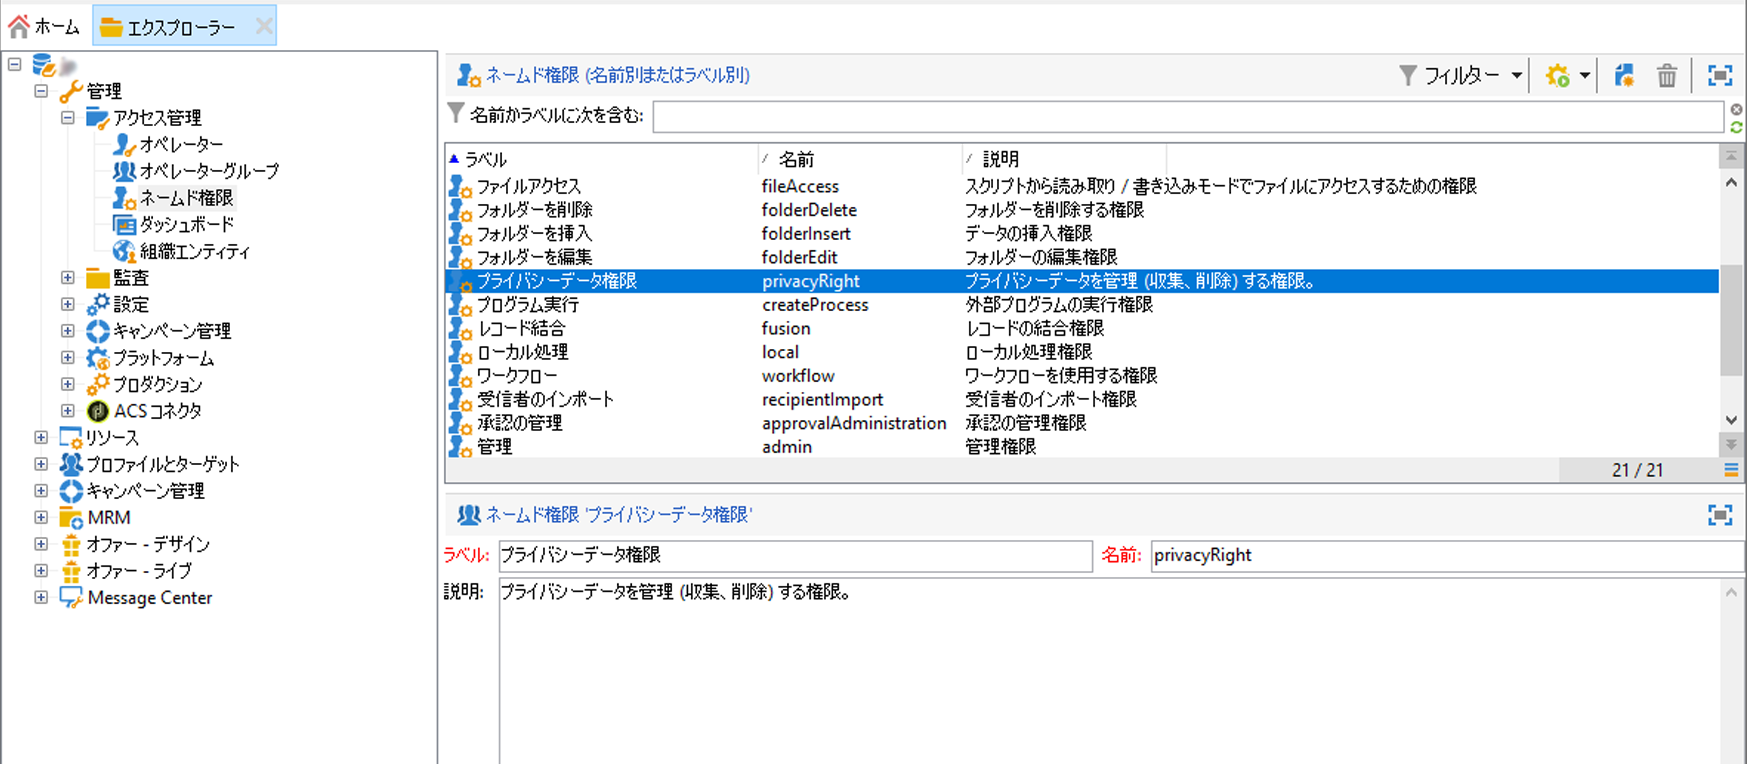 ホーム
エクスプローラー
管理
アクセス管理
オペレーター
オペレーターグループ
ネームド権限
ダッシュボード
組織エンティティ
監査
設定
キャンペーン管理
プラットフォーム
プロダクション
ACS コネクタ
リソース
プロファイルとターゲット
キャンペーン管理
MRM
オファー - デザイン
オファー - ライブ
Message Center
ネームド権限 (名前別またはラベル別)
フィルター
名前かラベルに次を含む:
ラベル 名前 説明
ファイルアクセス fileAccess スクリプトから読み取り / 書き込みモードでファイルにアクセスするための権限
フォルダーを削除 folderDelete フォルダーを削除する権限
フォルダーを挿入 folderInsert データの挿入権限
フォルダーを編集 folderEdit フォルダーの編集権限
プライバシーデータ権限 privacyRight プライバシーデータを管理 (収集、削除) する権限。
プログラム実行 createProcess 外部プログラムの実行権限
レコード結合 fusion レコードの結合権限
ローカル処理 local ローカル処理権限
ワークフロー workflow ワークフローを使用する権限
受信者のインポート recipientImport 受信者のインポート権限
承認の管理 approvalAdministration 承認の管理権限
管理 admin 管理権限
21 / 21
ネームド権限 'プライバシーデータ権限'
ラベル: プライバシーデータ権限 名前: privacyRight
説明: プライバシーデータを管理 (収集、削除) する権限。